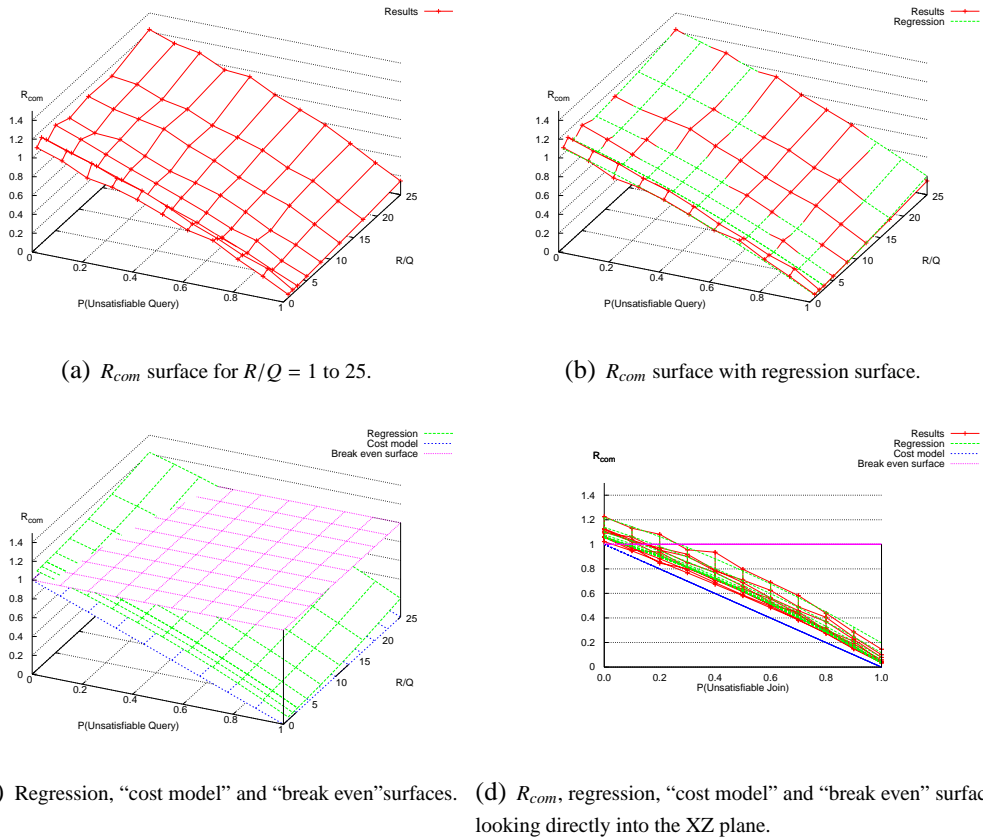 Results
R_com
1.4
1.2
1
0.8
0.6
0.4
0.2
0
0
0.2
0.4
0.6
0.8
1
P(Unsatisfiable Query)
0
5
10
15
20
25
R/Q
(a) R_com surface for R/Q = 1 to 25.
Results
Regression
R_com
1.4
1.2
1
0.8
0.6
0.4
0.2
0
0
0.2
0.4
0.6
0.8
1
P(Unsatisfiable Query)
0
5
10
15
20
25
R/Q
(b) R_com surface with regression surface.
Regression
Cost model
Break even surface
R_com
1.4
1.2
1
0.8
0.6
0.4
0.2
0
0
0.2
0.4
0.6
0.8
1
P(Unsatisfiable Query)
0
5
10
15
20
25
R/Q
) Regression, “cost model” and “break even”surfaces.
Results
Regression
Cost model
Break even surface
R_com
1.4
1.2
1
0.8
0.6
0.4
0.2
0
0.0
0.2
0.4
0.6
0.8
1.0
P(Unsatisfiable Join)
(d) R_com, regression, “cost model” and “break even” surfac
looking directly into the XZ plane.